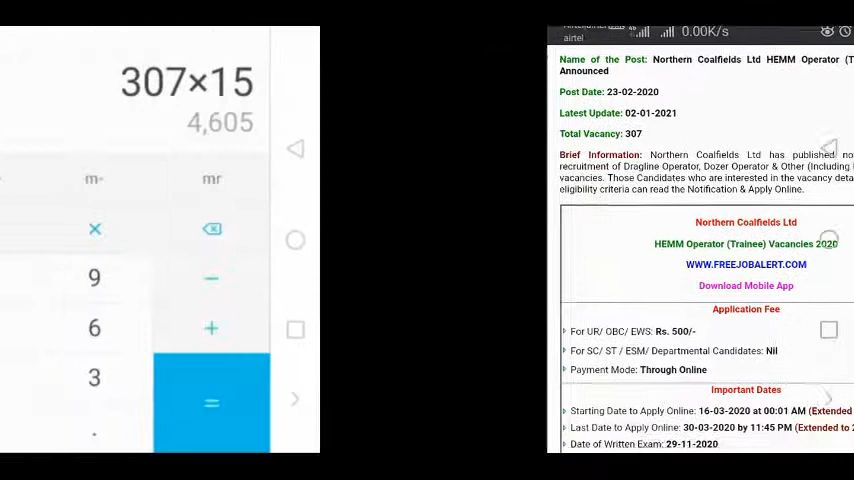 307×15
4,605
m-
mr
×
9
−
6
+
3
=
.
airtel
0.00K/s
Name of the Post: Northern Coalfields Ltd HEMM Operator (T
Announced
Post Date: 23-02-2020
Latest Update: 02-01-2021
Total Vacancy: 307
Brief Information: Northern Coalfields Ltd has published no
recruitment of Dragline Operator, Dozer Operator & Other (Including
vacancies. Those Candidates who are interested in the vacancy deta
eligibility criteria can read the Notification & Apply Online.
Northern Coalfields Ltd
HEMM Operator (Trainee) Vacancies 2020
WWW.FREEJOBALERT.COM
Download Mobile App
Application Fee
For UR/ OBC/ EWS: Rs. 500/-
For SC/ ST / ESM/ Departmental Candidates: Nil
Payment Mode: Through Online
Important Dates
Starting Date to Apply Online: 16-03-2020 at 00:01 AM (Extended
Last Date to Apply Online: 30-03-2020 by 11:45 PM (Extended to 2
Date of Written Exam: 29-11-2020